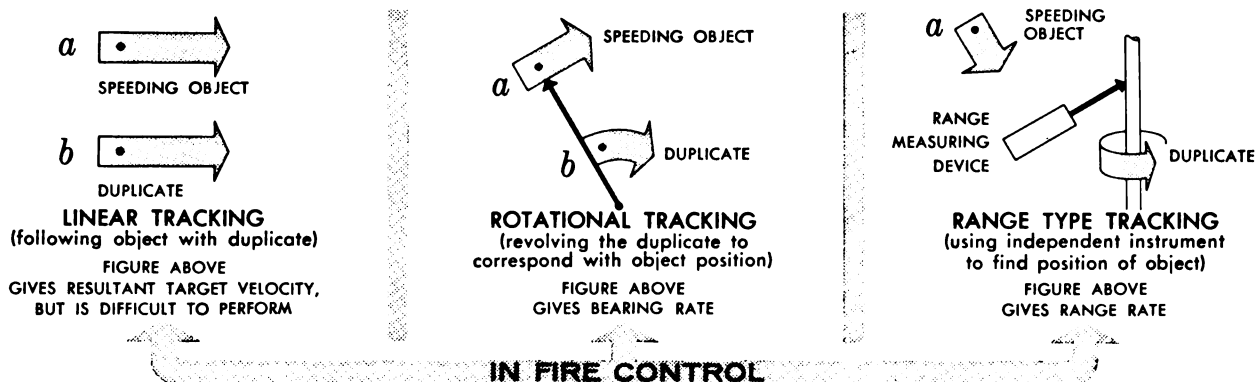 a
SPEEDING OBJECT
b
DUPLICATE
LINEAR TRACKING
(following object with duplicate)
FIGURE ABOVE
GIVES RESULTANT TARGET VELOCITY,
BUT IS DIFFICULT TO PERFORM
SPEEDING OBJECT
a
b
DUPLICATE
ROTATIONAL TRACKING
(revolving the duplicate to
correspond with object position)
FIGURE ABOVE
GIVES BEARING RATE
a
SPEEDING
OBJECT
RANGE
MEASURING
DEVICE
DUPLICATE
RANGE TYPE TRACKING
(using independent instrument
to find position of object)
FIGURE ABOVE
GIVES RANGE RATE
IN FIRE CONTROL